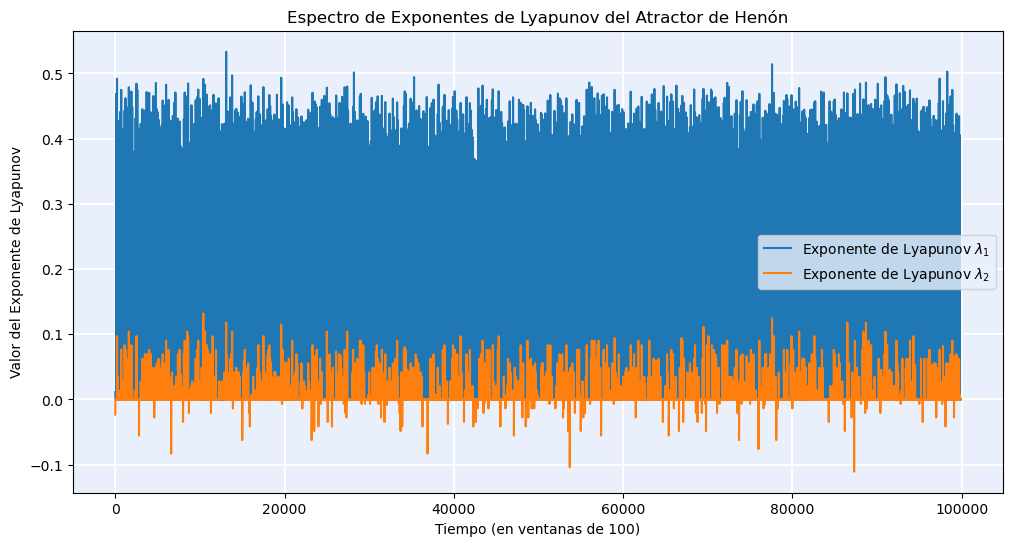 Espectro de Exponentes de Lyapunov del Atractor de Henón
Valor del Exponente de Lyapunov
0.5
0.4
0.3
0.2
0.1
0.0
−0.1
Exponente de Lyapunov λ₁
Exponente de Lyapunov λ₂
0 20000 40000 60000 80000 100000
Tiempo (en ventanas de 100)